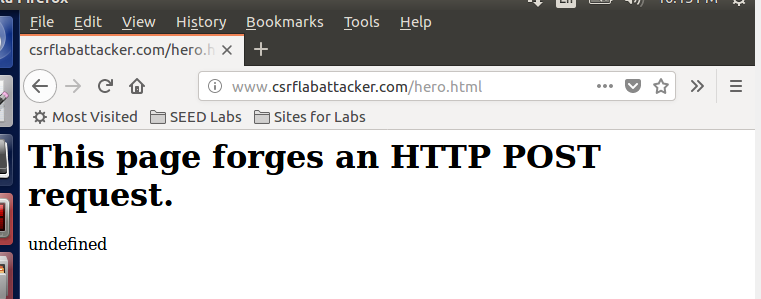 File Edit View History Bookmarks Tools Help
csrflabattacker.com/hero.h
www.csrflabattacker.com/hero.html
Most Visited SEED Labs Sites for Labs
This page forges an HTTP POST
request.
undefined